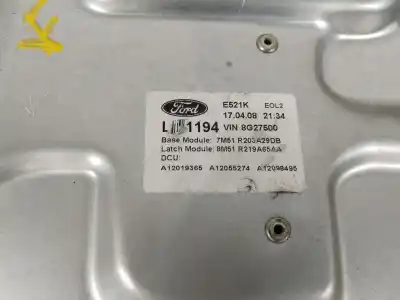 Ford E521K EOL2
17.04.08 21:34
1194 VIN 8G27500
Base Module: 7M51 R203A29DB
Latch Module: 8M51 R219A65AA
DCU:
A12019365 A12055274 A12098495